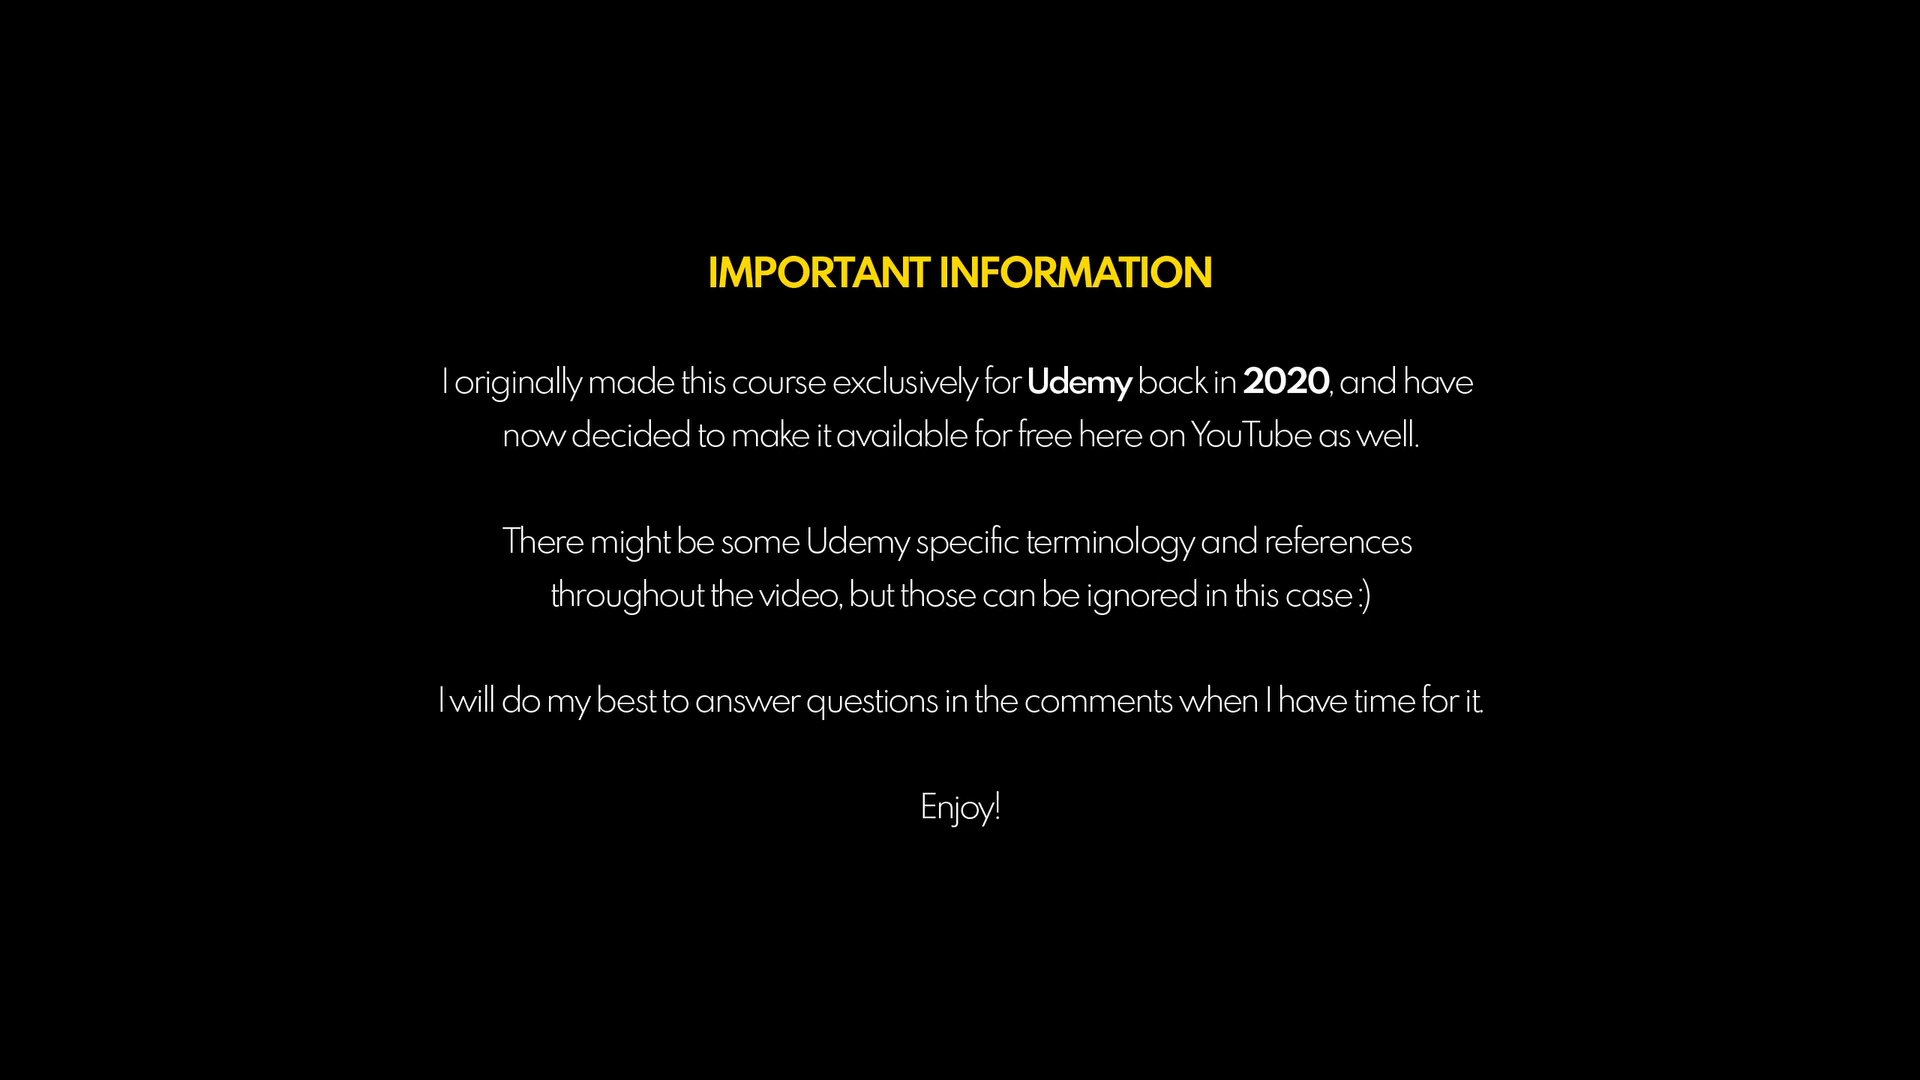 IMPORTANT INFORMATION
I originally made this course exclusively for Udemy back in 2020, and have
now decided to make it available for free here on YouTube as well.
There might be some Udemy specific terminology and references
throughout the video, but those can be ignored in this case :)
I will do my best to answer questions in the comments when I have time for it.
Enjoy!